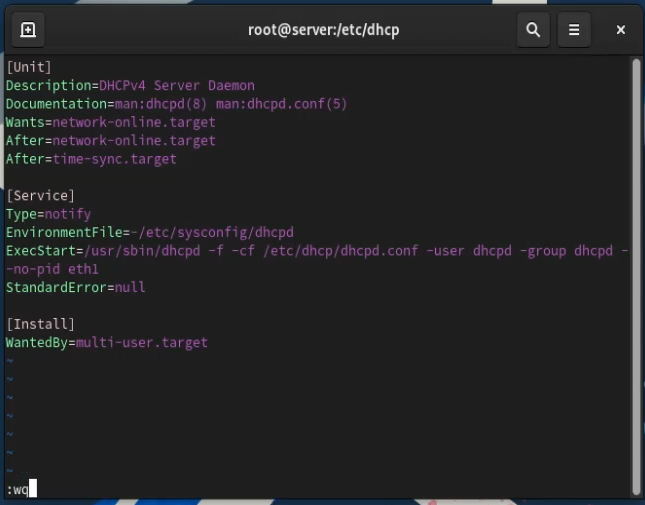 root@server:/etc/dhcp
[Unit]
Description=DHCPv4 Server Daemon
Documentation=man:dhcpd(8) man:dhcpd.conf(5)
Wants=network-online.target
After=network-online.target
After=time-sync.target
[Service]
Type=notify
EnvironmentFile=-/etc/sysconfig/dhcpd
ExecStart=/usr/sbin/dhcpd -f -cf /etc/dhcp/dhcpd.conf -user dhcpd -group dhcpd -
-no-pid eth1
StandardError=null
[Install]
WantedBy=multi-user.target
~
~
~
~
~
~
~
:wq